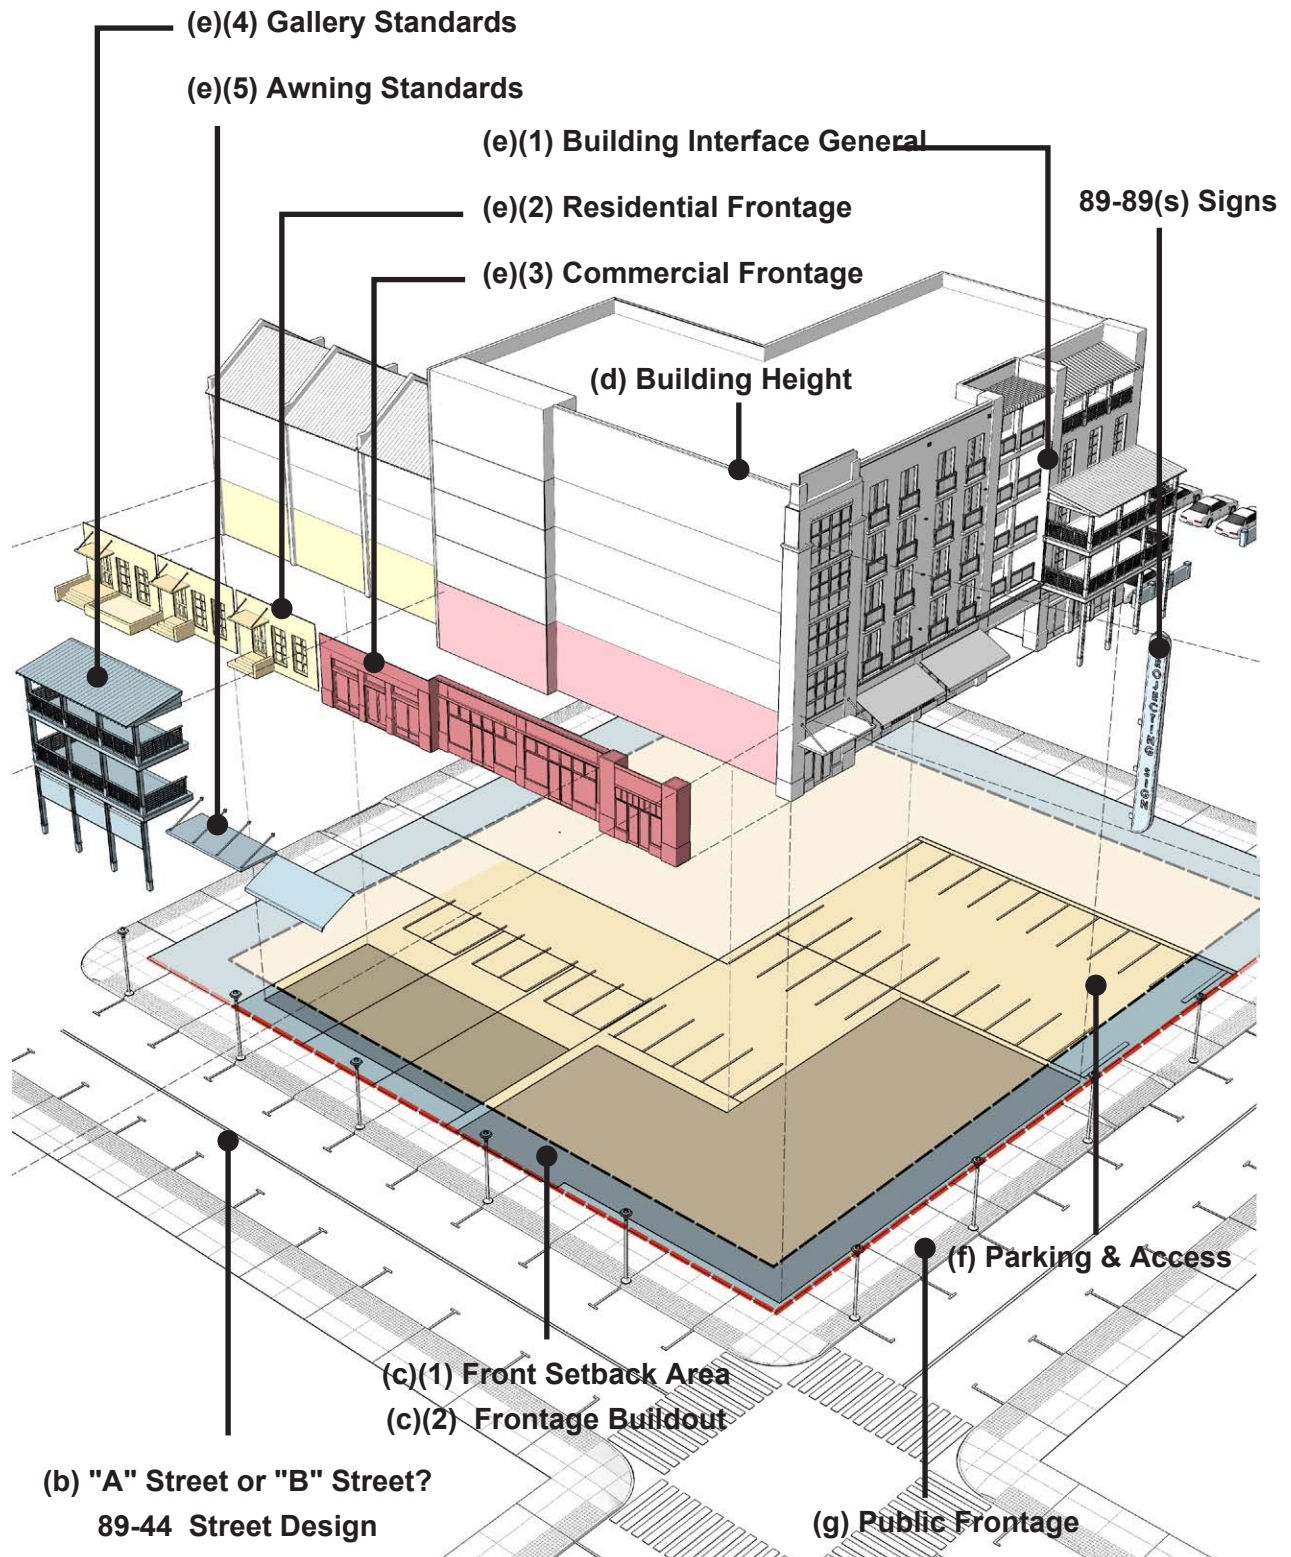 (e)(4) Gallery Standards
(e)(5) Awning Standards
(e)(1) Building Interface General
(e)(2) Residential Frontage
89-89(s) Signs
(e)(3) Commercial Frontage
(d) Building Height
(f) Parking & Access
(c)(1) Front Setback Area
(c)(2) Frontage Buildout
(b) "A" Street or "B" Street?
89-44 Street Design
(g) Public Frontage